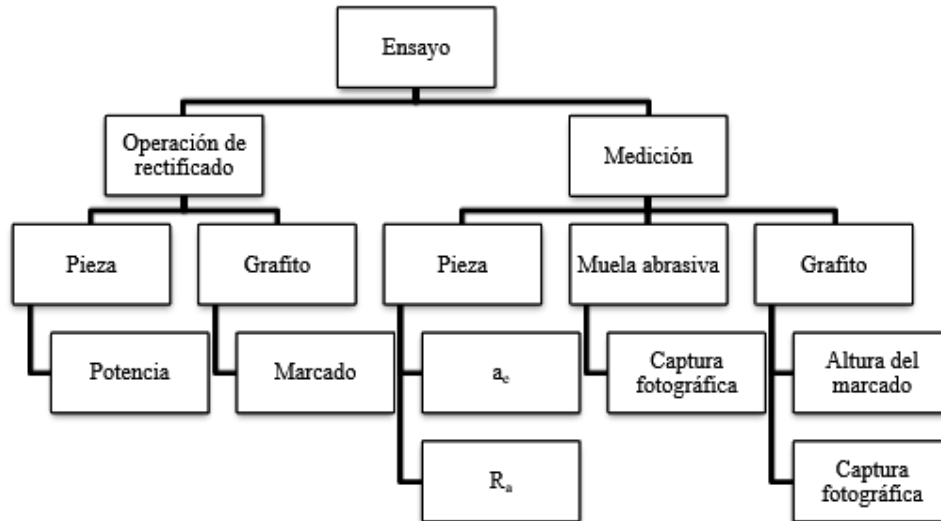 Ensayo
Operación de
rectificado
Medición
Pieza
Grafito
Pieza
Muela abrasiva
Grafito
Potencia
Marcado
aₑ
Captura
fotográfica
Altura del
marcado
Rₐ
Captura
fotográfica